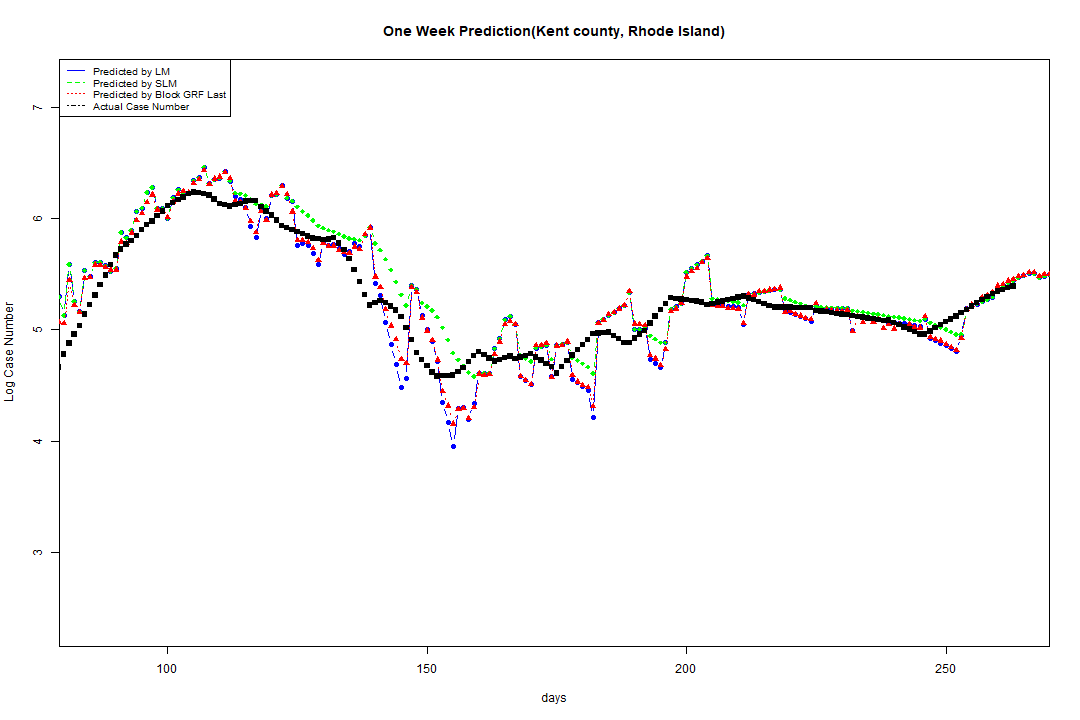 One Week Prediction(Kent county, Rhode Island)
Predicted by LM
Predicted by SLM
Predicted by Block GRF Last
Actual Case Number
7
6
5
4
3
Log Case Number
100 150 200 250
days